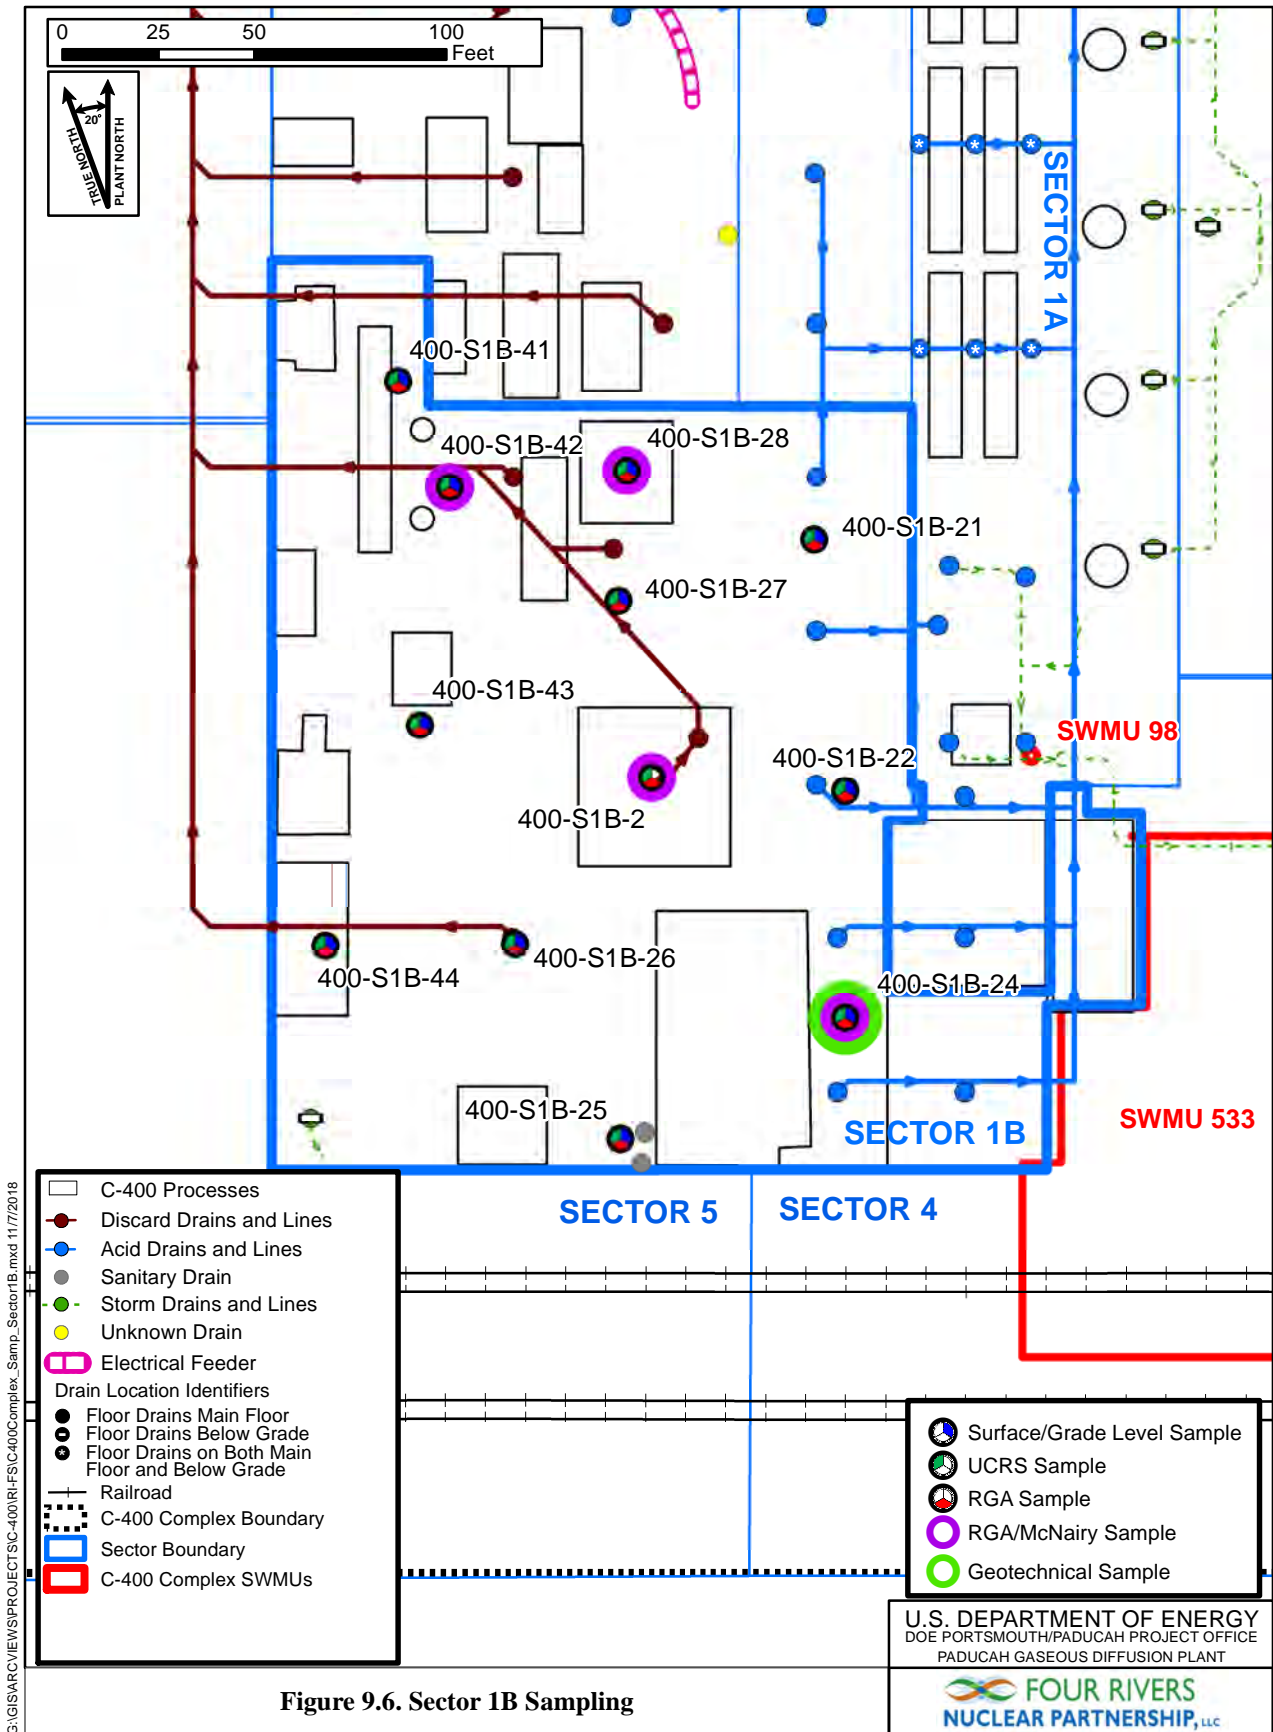 0 25 50 100
Feet
20°
TRUE NORTH
PLANT NORTH
SECTOR 1A
400-S1B-41
400-S1B-42
400-S1B-28
400-S1B-21
400-S1B-27
400-S1B-43
SWMU 98
400-S1B-22
400-S1B-2
400-S1B-26
400-S1B-44
400-S1B-24
400-S1B-25
SECTOR 1B
SWMU 533
SECTOR 5
SECTOR 4
C-400 Processes
Discard Drains and Lines
Acid Drains and Lines
Sanitary Drain
Storm Drains and Lines
Unknown Drain
Electrical Feeder
Drain Location Identifiers
Floor Drains Main Floor
Floor Drains Below Grade
Floor Drains on Both Main
Floor and Below Grade
Railroad
C-400 Complex Boundary
Sector Boundary
C-400 Complex SWMUs
Surface/Grade Level Sample
UCRS Sample
RGA Sample
RGA/McNairy Sample
Geotechnical Sample
U.S. DEPARTMENT OF ENERGY
DOE PORTSMOUTH/PADUCAH PROJECT OFFICE
PADUCAH GASEOUS DIFFUSION PLANT
FOUR RIVERS
NUCLEAR PARTNERSHIP, LLC
Figure 9.6. Sector 1B Sampling
G:\GIS\ARCVIEWS\PROJECTS\C-400\RI-FS\C400Complex_Samp_Sector1B.mxd 11/7/2018